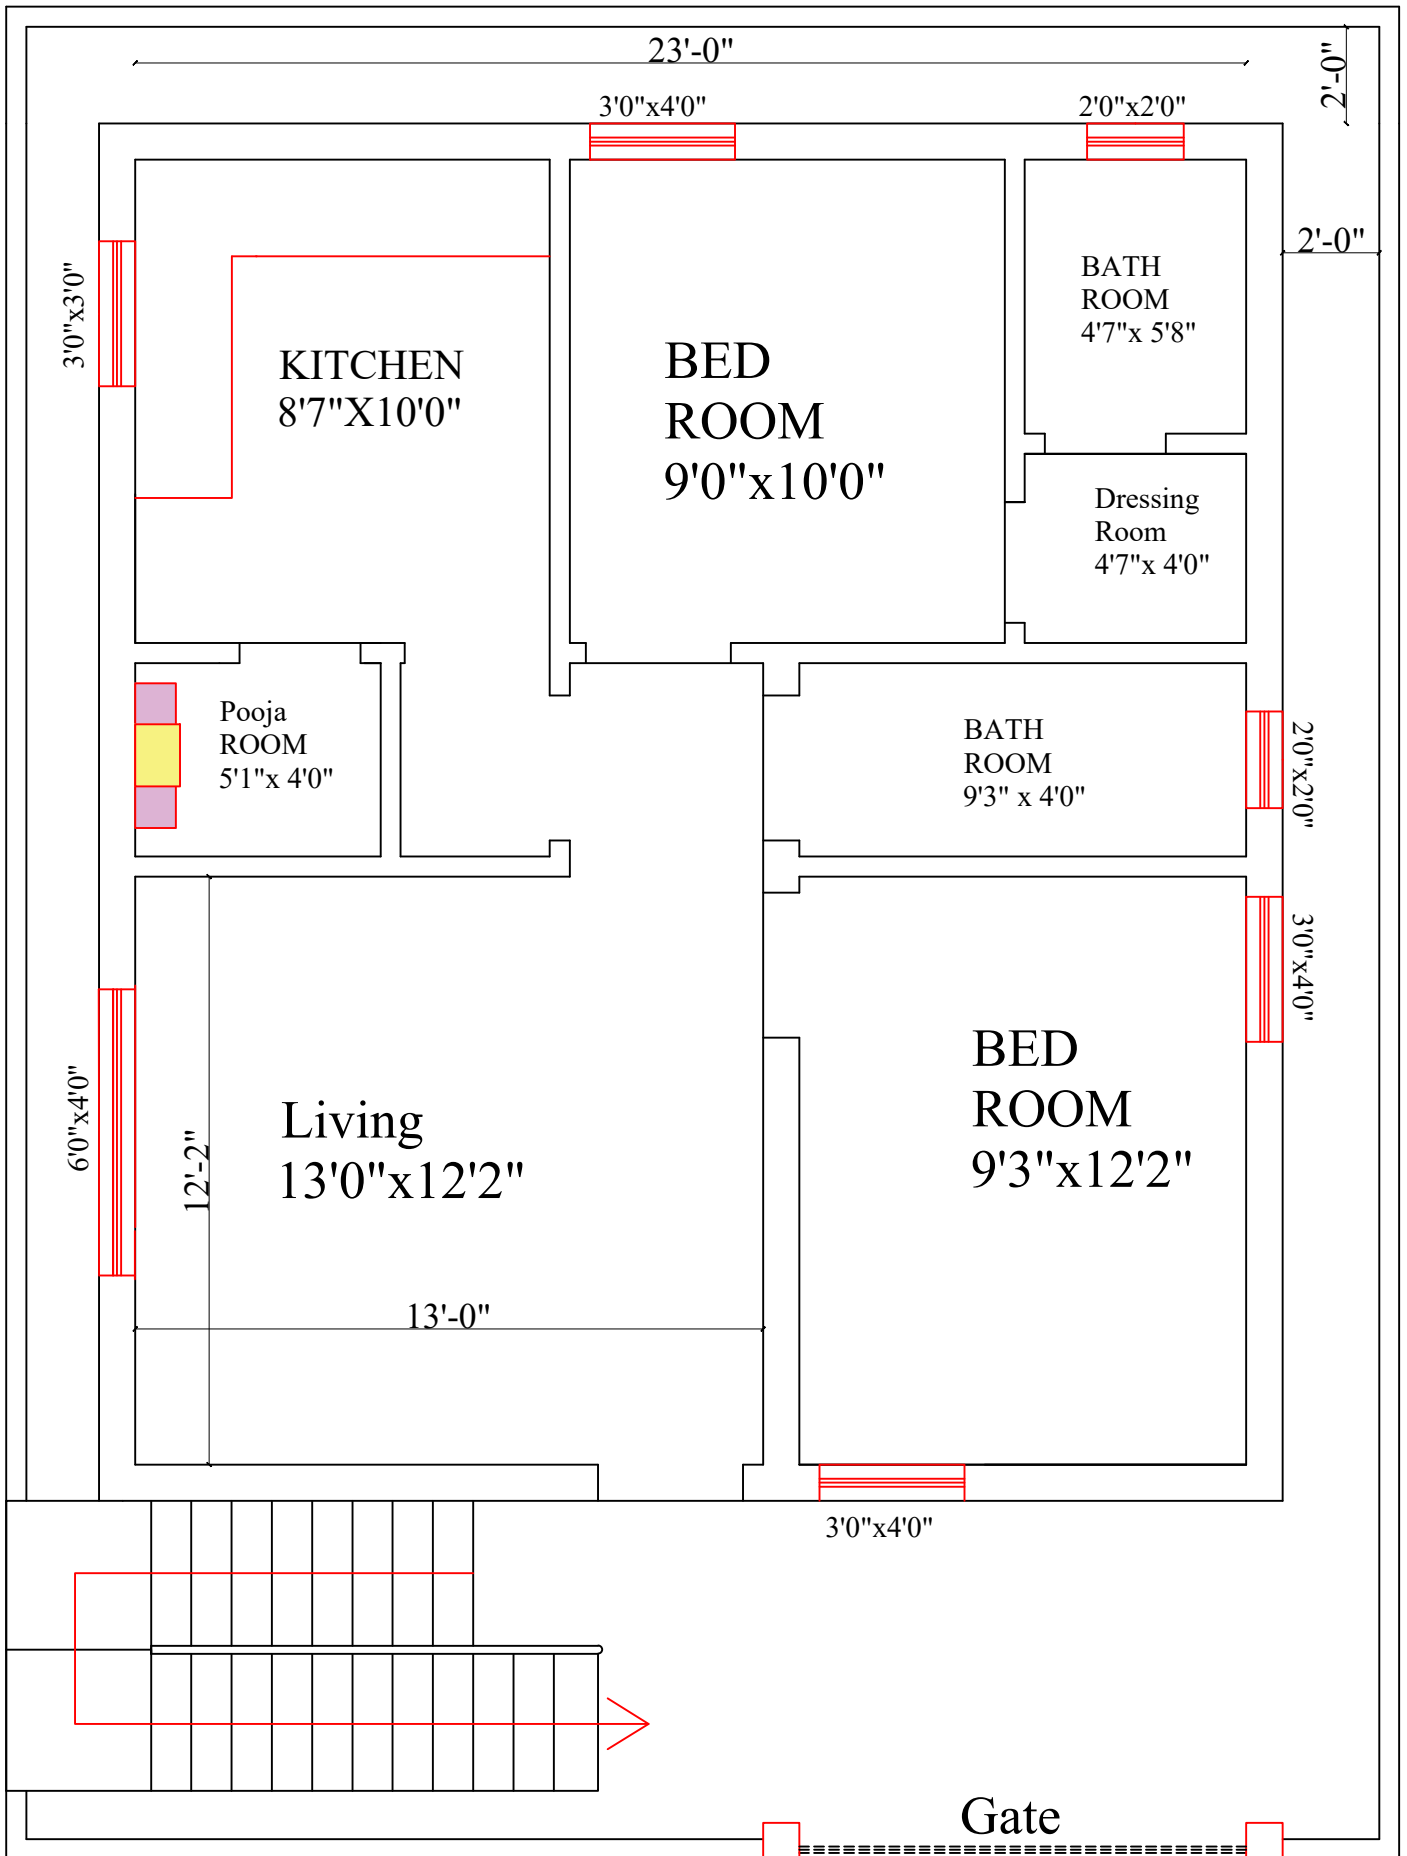 23'-0"
2'-0"
3'0"x4'0"
2'0"x2'0"
2'-0"
3'0"x3'0"
KITCHEN
8'7"X10'0"
BED
ROOM
9'0"x10'0"
BATH
ROOM
4'7"x 5'8"
Dressing
Room
4'7"x 4'0"
Pooja
ROOM
5'1"x 4'0"
BATH
ROOM
9'3" x 4'0"
2'0"x2'0"
3'0"x4'0"
6'0"x4'0"
12'-2"
Living
13'0"x12'2"
BED
ROOM
9'3"x12'2"
13'-0"
3'0"x4'0"
Gate